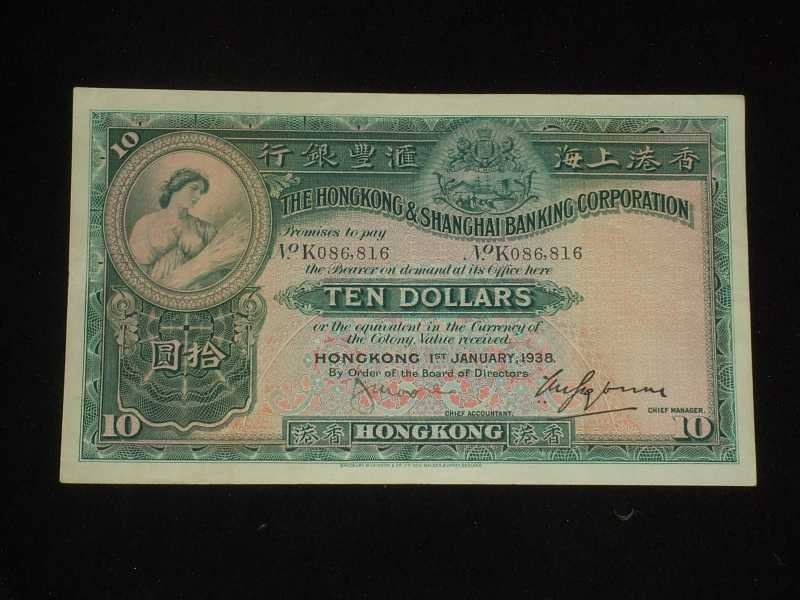 10
行銀豐滙 海上港香
THE HONGKONG & SHANGHAI BANKING CORPORATION
Promises to pay
No K086,816 No K086,816
the Bearer on demand at its Office here
TEN DOLLARS
or the equivalent in the Currency of
the Colony, Value received.
圓拾
HONGKONG 1ST JANUARY, 1938.
By Order of the Board of Directors
CHIEF ACCOUNTANT.
CHIEF MANAGER.
10 港香 HONGKONG 港香 10